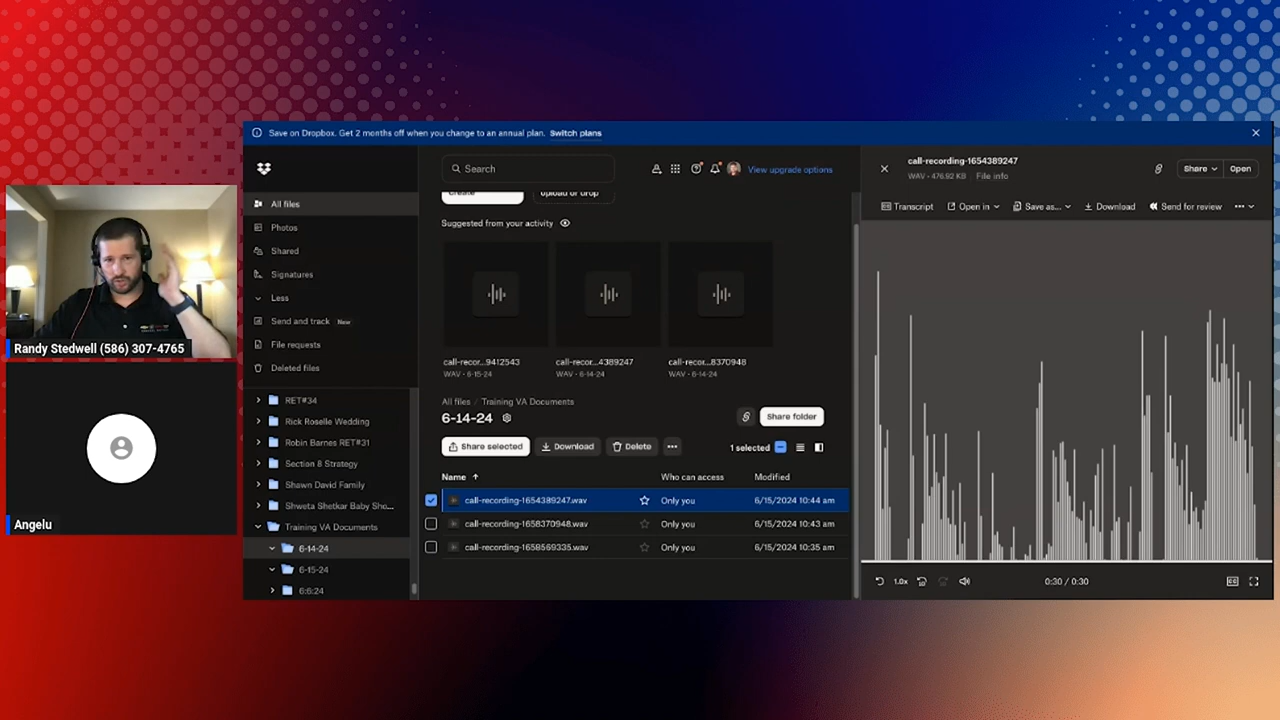 Randy Stedwell (586) 307-4765
Angelu
Save on Dropbox. Get 2 months off when you change to an annual plan. Switch plans
All files
Photos
Shared
Signatures
Less
Send and track New
File requests
Deleted files
RET#34
Rick Roselle Wedding
Robin Barnes RET#31
Section 8 Strategy
Shawn David Family
Shweta Shetkar Baby Sho...
Training VA Documents
6-14-24
6-15-24
6:6:24
Search
View upgrade options
Create
upload or drop
Suggested from your activity
call-recor...9412543
WAV • 6-15-24
call-recor...4389247
WAV • 6-14-24
call-recor...8370948
WAV • 6-14-24
All files / Training VA Documents
6-14-24
Share folder
Share selected
Download
Delete
1 selected
Name
Who can access
Modified
call-recording-1654389247.wav
Only you
6/15/2024 10:44 am
call-recording-1658370948.wav
Only you
6/15/2024 10:43 am
call-recording-1658569335.wav
Only you
6/15/2024 10:35 am
call-recording-1654389247
WAV • 476.92 KB
File info
Share
Open
Transcript
Open in
Save as...
Download
Send for review
1.0x
0:30 / 0:30